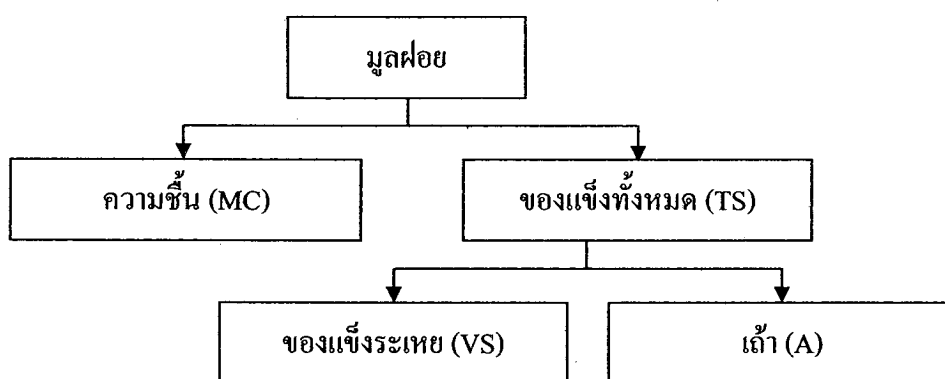 มูลฝอย
ความชื้น (MC)
ของแข็งทั้งหมด (TS)
ของแข็งระเหย (VS)
เถ้า (A)